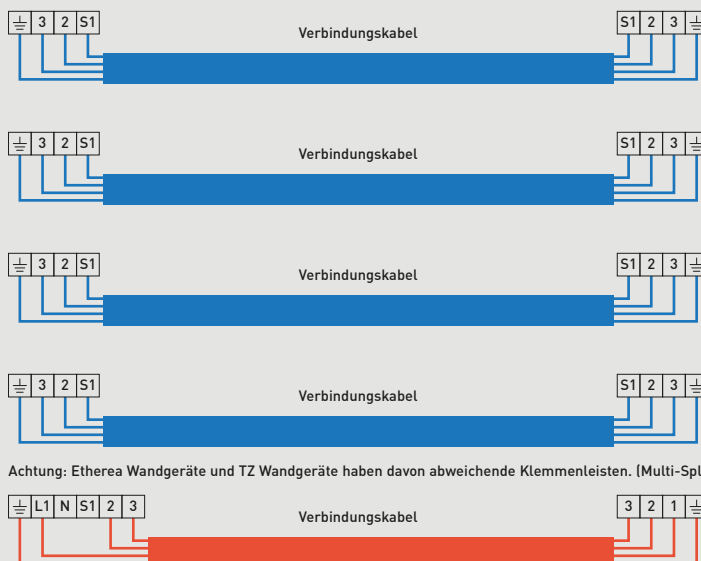 3 2 S1 Verbindungskabel S1 2 3
3 2 S1 Verbindungskabel S1 2 3
3 2 S1 Verbindungskabel S1 2 3
3 2 S1 Verbindungskabel S1 2 3
Achtung: Etherea Wandgeräte und TZ Wandgeräte haben davon abweichende Klemmenleisten. (Multi-Spl
L1 N S1 2 3 Verbindungskabel 3 2 1